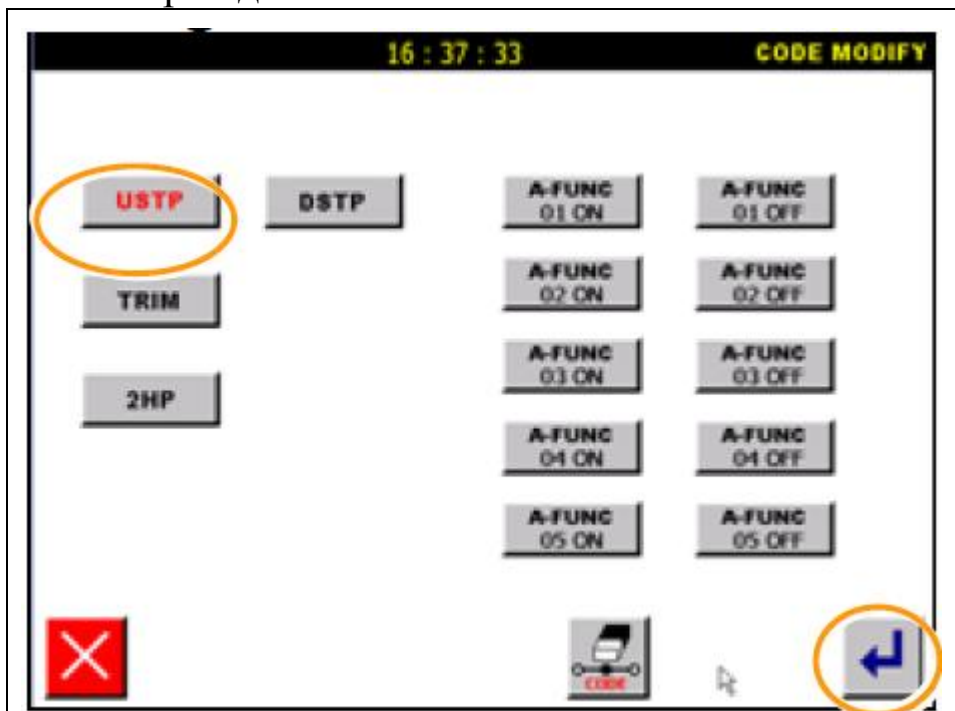 16 : 37 : 33 CODE MODIFY
USTP DSTP A-FUNC 01 ON A-FUNC 01 OFF
TRIM A-FUNC 02 ON A-FUNC 02 OFF
2HP A-FUNC 03 ON A-FUNC 03 OFF
A-FUNC 04 ON A-FUNC 04 OFF
A-FUNC 05 ON A-FUNC 05 OFF
CODE